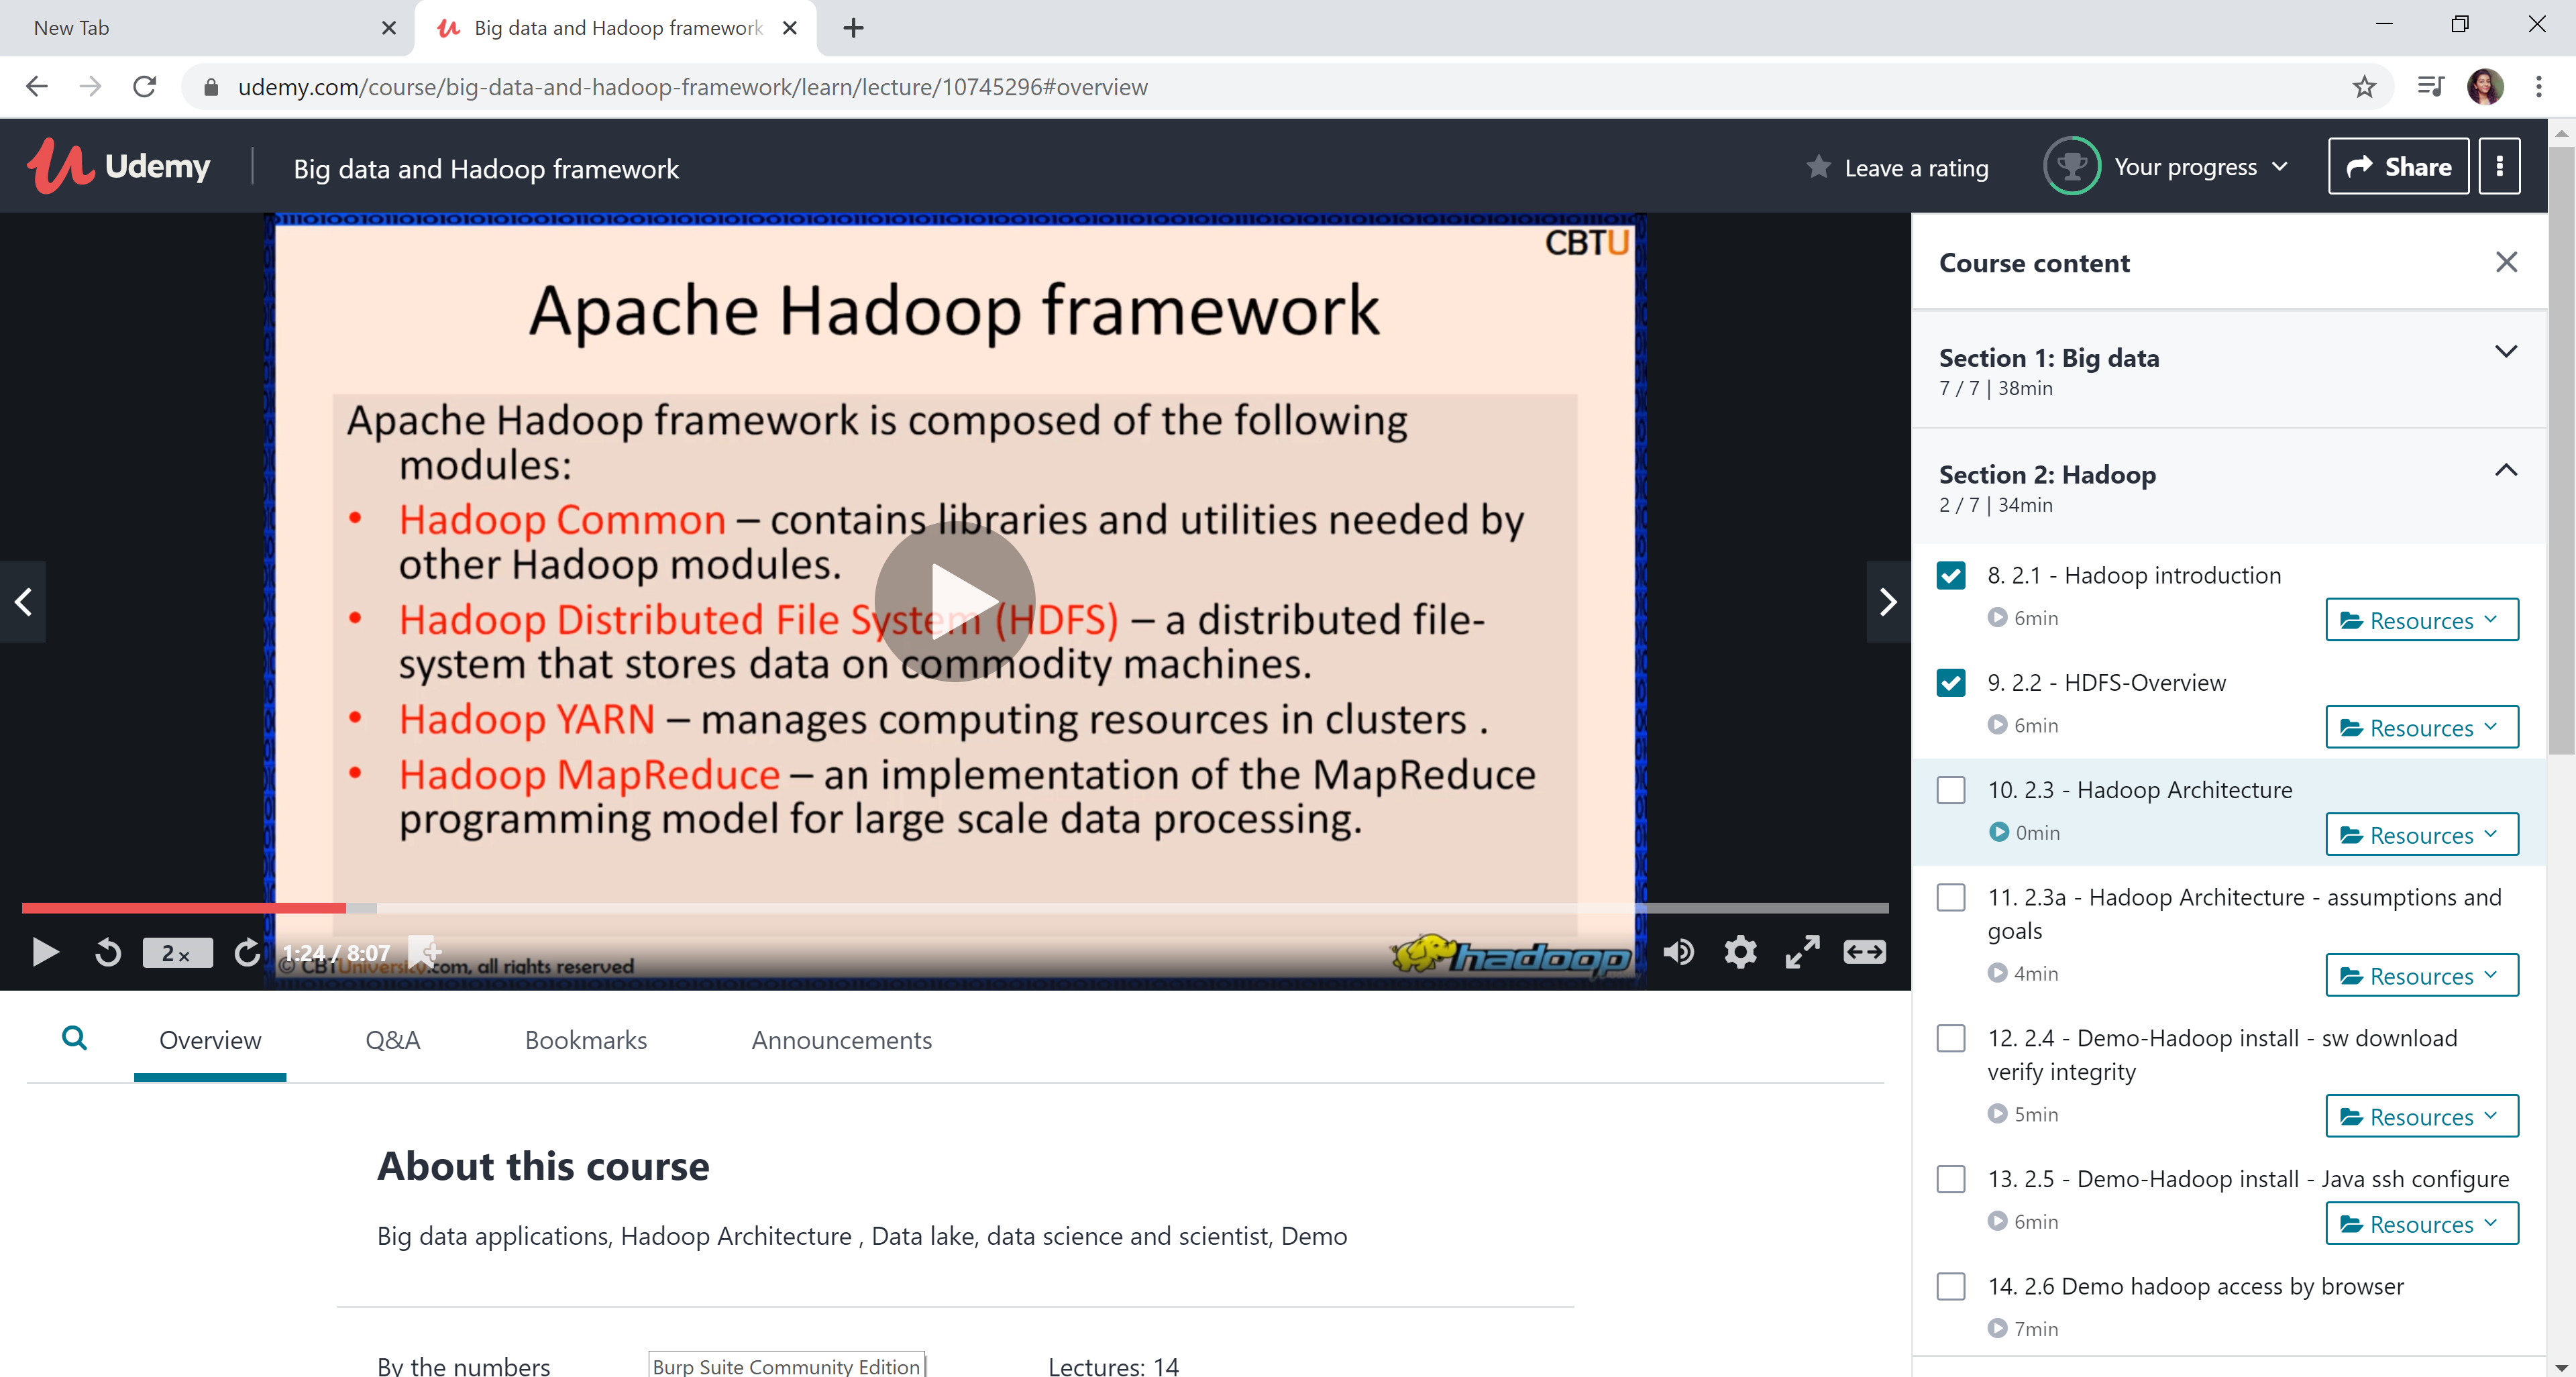 New Tab
Big data and Hadoop framework
udemy.com/course/big-data-and-hadoop-framework/learn/lecture/10745296#overview
Udemy
Big data and Hadoop framework
Leave a rating
Your progress
Share
CBTU
Apache Hadoop framework
Apache Hadoop framework is composed of the following
modules:
• Hadoop Common – contains libraries and utilities needed by
other Hadoop modules.
• Hadoop Distributed File System (HDFS) – a distributed file-
system that stores data on commodity machines.
• Hadoop YARN – manages computing resources in clusters .
• Hadoop MapReduce – an implementation of the MapReduce
programming model for large scale data processing.
2 x
1:24 / 8:07
© CBTUniversity.com, all rights reserved
hadoop
Course content
Section 1: Big data
7 / 7 | 38min
Section 2: Hadoop
2 / 7 | 34min
8. 2.1 - Hadoop introduction
6min
Resources
9. 2.2 - HDFS-Overview
6min
Resources
10. 2.3 - Hadoop Architecture
0min
Resources
11. 2.3a - Hadoop Architecture - assumptions and
goals
4min
Resources
12. 2.4 - Demo-Hadoop install - sw download
verify integrity
5min
Resources
13. 2.5 - Demo-Hadoop install - Java ssh configure
6min
Resources
14. 2.6 Demo hadoop access by browser
7min
Overview
Q&A
Bookmarks
Announcements
About this course
Big data applications, Hadoop Architecture , Data lake, data science and scientist, Demo
By the numbers
Burp Suite Community Edition
Lectures: 14